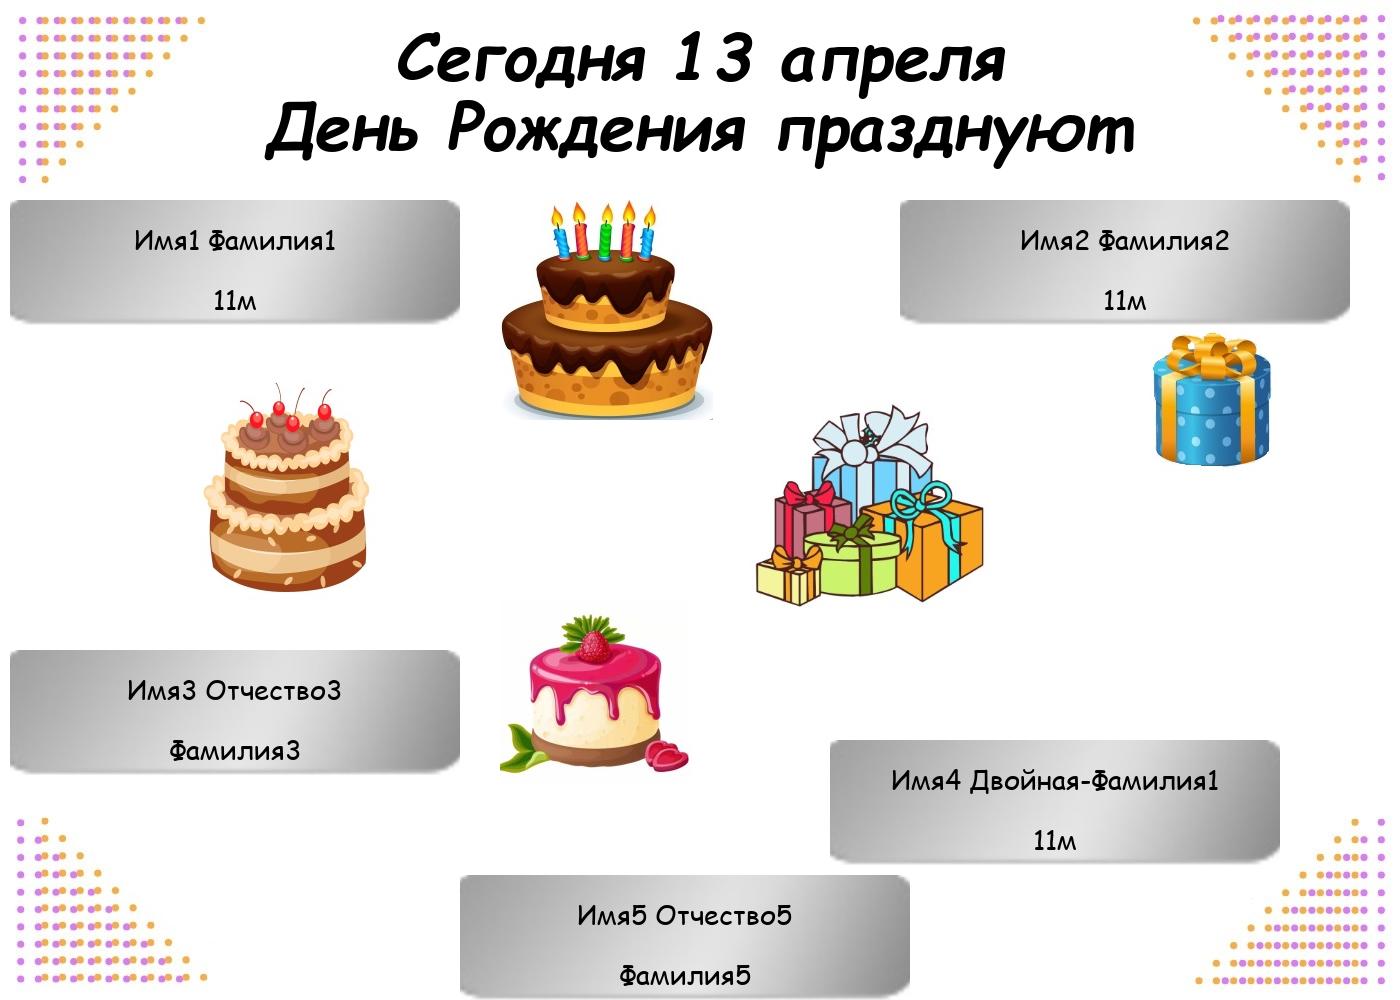 Сегодня 13 апреля
День Рождения празднуют
Имя1 Фамилия1
11м
Имя2 Фамилия2
11м
Имя3 Отчество3
Фамилия3
Имя4 Двойная-Фамилия1
11м
Имя5 Отчество5
Фамилия5